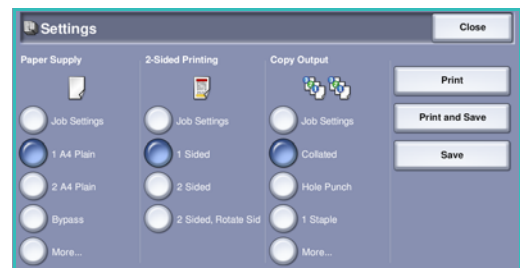 Settings
Close
Paper Supply
2-Sided Printing
Copy Output
Job Settings
1 A4 Plain
2 A4 Plain
Bypass
More...
Job Settings
1 Sided
2 Sided
2 Sided, Rotate Sid
Job Settings
Collated
Hole Punch
1 Staple
More...
Print
Print and Save
Save